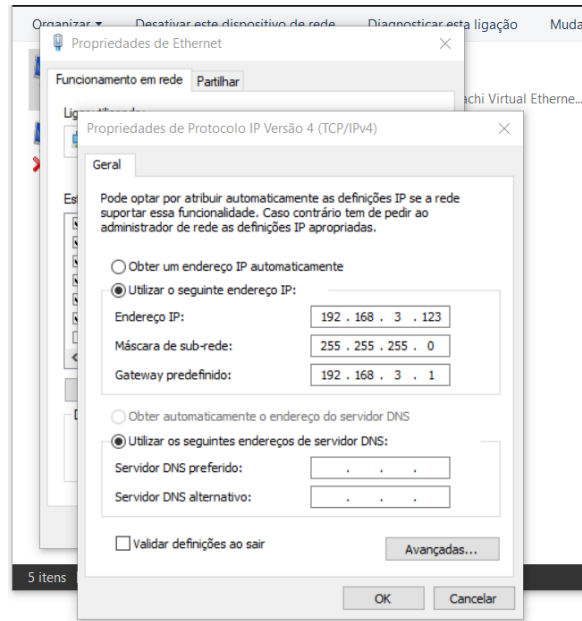 Organizar Desativar este dispositivo de rede Diagnosticar esta ligação Muda
Propriedades de Ethernet
Funcionamento em rede Partilhar
achi Virtual Etherne...
Propriedades de Protocolo IP Versão 4 (TCP/IPv4)
Geral
Pode optar por atribuir automaticamente as definições IP se a rede
suportar essa funcionalidade. Caso contrário tem de pedir ao
administrador de rede as definições IP apropriadas.
Obter um endereço IP automaticamente
Utilizar o seguinte endereço IP:
Endereço IP: 192 . 168 . 3 . 123
Máscara de sub-rede: 255 . 255 . 255 . 0
Gateway predefinido: 192 . 168 . 3 . 1
Obter automaticamente o endereço do servidor DNS
Utilizar os seguintes endereços de servidor DNS:
Servidor DNS preferido: . . .
Servidor DNS alternativo: . . .
Validar definições ao sair
Avançadas...
5 itens
OK Cancelar